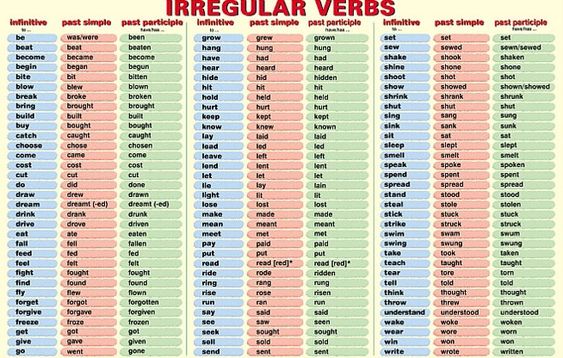 IRREGULAR VERBS
infinitive past simple past participle
to ... have/has ...
be was/were been
beat beat beaten
become became become
begin began begun
bite bit bitten
blow blew blown
break broke broken
bring brought brought
build built built
buy bought bought
catch caught caught
choose chose chosen
come came come
cost cost cost
cut cut cut
do did done
draw drew drawn
dream dreamt (-ed) dreamt (-ed)
drink drank drunk
drive drove driven
eat ate eaten
fall fell fallen
feed fed fed
feel felt felt
fight fought fought
find found found
fly flew flown
forget forgot forgotten
forgive forgave forgiven
freeze froze frozen
get got got
give gave given
go went gone
infinitive past simple past participle
to ... have/has ...
grow grew grown
hang hung hung
have had had
hear heard heard
hide hid hidden
hit hit hit
hold held held
hurt hurt hurt
keep kept kept
know knew known
lay laid laid
lead led led
leave left left
lend lent lent
let let let
lie lay lain
light lit lit
lose lost lost
make made made
mean meant meant
meet met met
pay paid paid
put put put
read read [red]* read [red]*
ride rode ridden
ring rang rung
rise rose risen
run ran run
say said said
see saw seen
seek sought sought
sell sold sold
send sent sent
infinitive past simple past participle
to ... have/has ...
set set set
sew sewed sewn/sewed
shake shook shaken
shine shone shone
shoot shot shot
show showed shown/showed
shrink shrank shrunk
shut shut shut
sing sang sung
sink sank sunk
sit sat sat
sleep slept slept
smell smelt smelt
speak spoke spoken
spend spent spent
spread spread spread
stand stood stood
steal stole stolen
stick stuck stuck
strike struck struck
swim swam swum
swing swung swung
take took taken
teach taught taught
tear tore torn
tell told told
think thought thought
throw threw thrown
understand understood understood
wake woke woken
wear wore worn
win won won
write wrote written